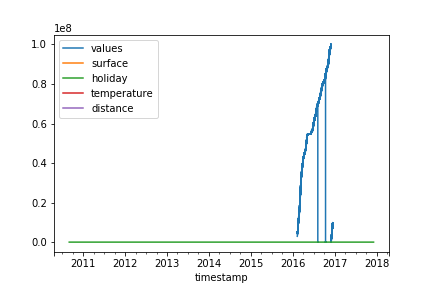 1e8
1.0
0.8
0.6
0.4
0.2
0.0
values
surface
holiday
temperature
distance
2011 2012 2013 2014 2015 2016 2017 2018
timestamp